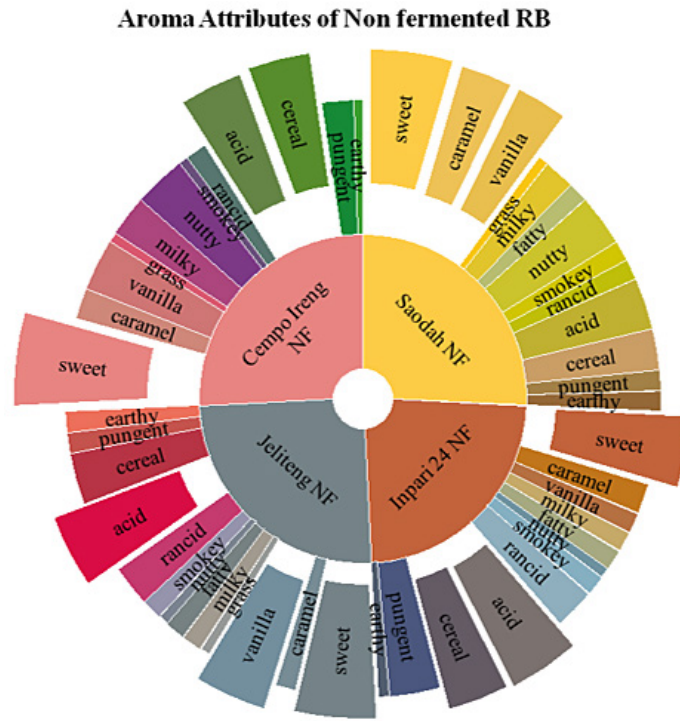 Aroma Attributes of Non fermented RB
sweet
caramel
vanilla
grass
milky
fatty
nutty
smokey
rancid
acid
cereal
pungent
earthy
Saodah NF
sweet
caramel
vanilla
milky
fatty
nutty
smokey
rancid
acid
cereal
pungent
earthy
Inpari 24 NF
sweet
caramel
vanilla
grass
milky
fatty
nutty
smokey
rancid
acid
cereal
pungent
earthy
Jeliteng NF
sweet
caramel
vanilla
grass
milky
nutty
smokey
rancid
acid
cereal
pungent
earthy
Cempo Ireng
NF